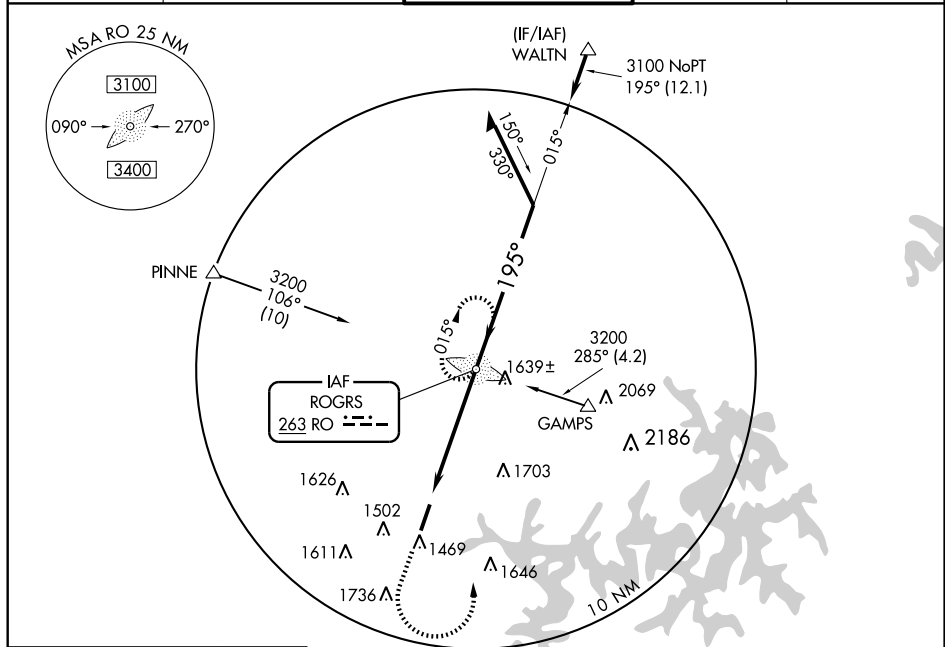 MSA RO 25 NM
3100
090°
270°
3400
(IF/IAF)
WALTN
3100 NoPT
195° (12.1)
150°
330°
015°
195°
PINNE
3200
106°
(10)
015°
1639±
3200
285° (4.2)
IAF
ROGRS
263 RO
GAMPS
2069
2186
1703
1626
1502
1611
1469
1646
1736
10 NM